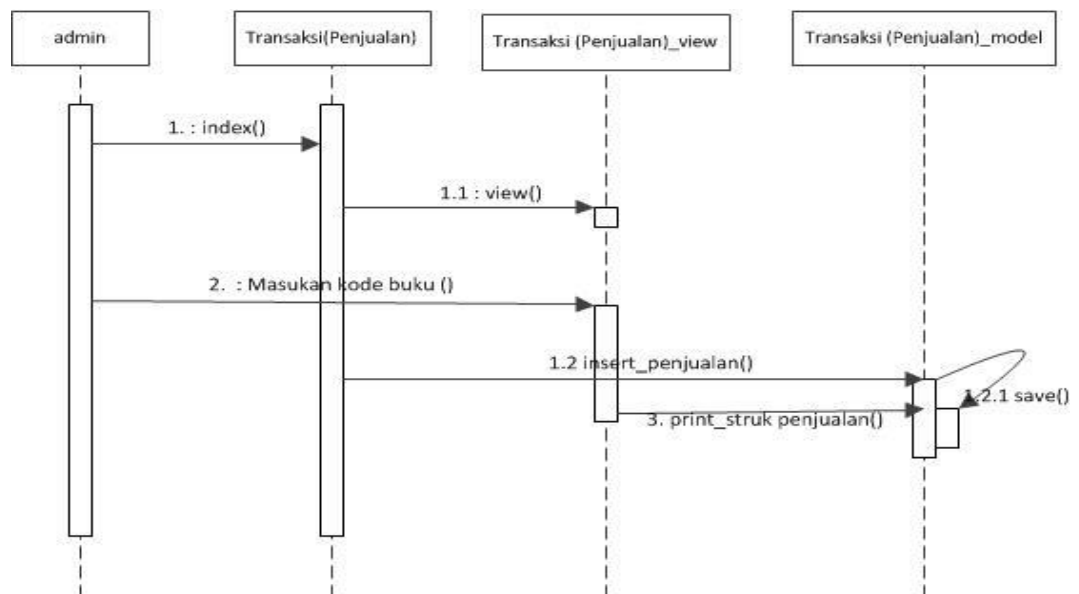 admin
Transaksi(Penjualan)
Transaksi (Penjualan)_view
Transaksi (Penjualan)_model
1. : index()
1.1 : view()
2. : Masukan kode buku ()
1.2 insert_penjualan()
1.2.1 save()
3. print_struk penjualan()